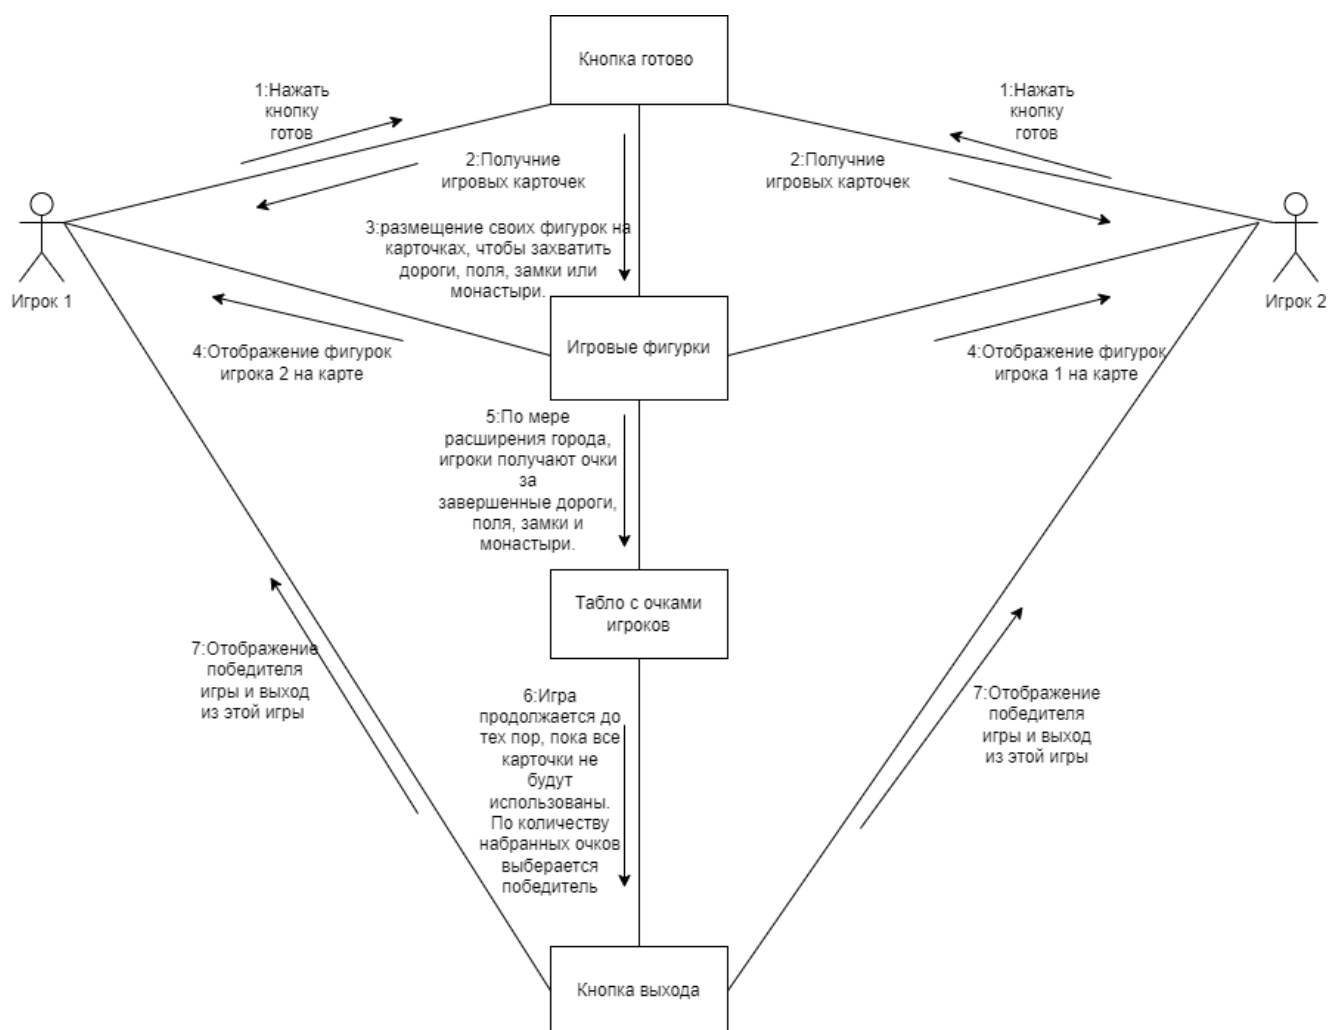 Кнопка готово
1:Нажать
кнопку
готов
1:Нажать
кнопку
готов
2:Получние
игровых карточек
2:Получние
игровых карточек
3:размещение своих фигурок на
карточках, чтобы захватить
дороги, поля, замки или
монастыри.
Игрок 1
Игрок 2
Игровые фигурки
4:Отображение фигурок
игрока 2 на карте
4:Отображение фигурок
игрока 1 на карте
5:По мере
расширения города,
игроки получают очки
за
завершенные дороги,
поля, замки и
монастыри.
Табло с очками
игроков
7:Отображение
победителя
игры и выход
из этой игры
6:Игра
продолжается до
тех пор, пока все
карточки не
будут
использованы.
По количеству
набранных очков
выберается
победитель
7:Отображение
победителя
игры и выход
из этой игры
Кнопка выхода